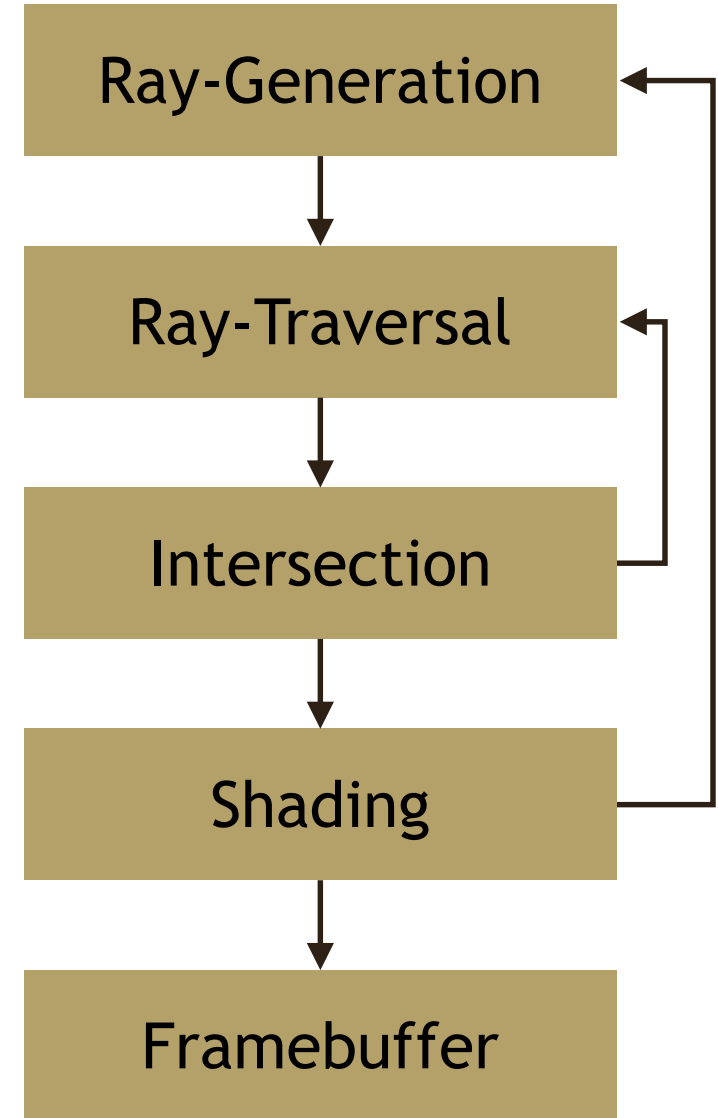 Ray-Generation
Ray-Traversal
Intersection
Shading
Framebuffer